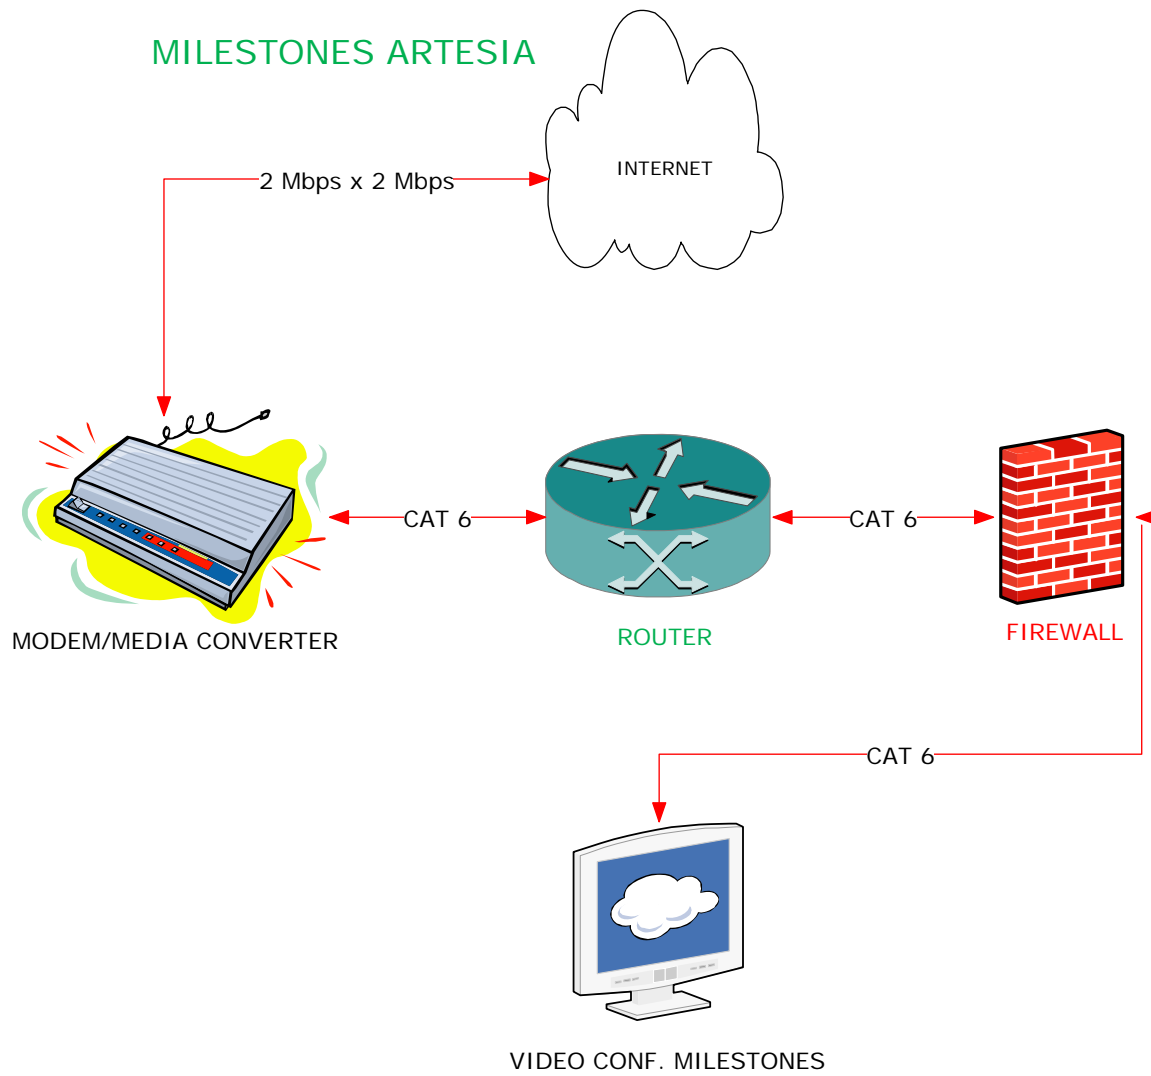 MILESTONES ARTESIA
INTERNET
2 Mbps x 2 Mbps
CAT 6
CAT 6
MODEM/MEDIA CONVERTER
ROUTER
FIREWALL
CAT 6
VIDEO CONF. MILESTONES